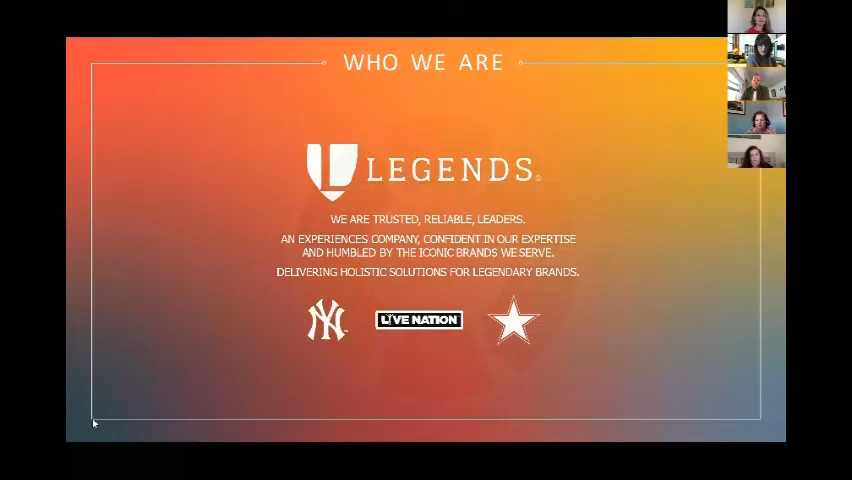 WHO WE ARE
LEGENDS®
WE ARE TRUSTED, RELIABLE, LEADERS.
AN EXPERIENCES COMPANY, CONFIDENT IN OUR EXPERTISE
AND HUMBLED BY THE ICONIC BRANDS WE SERVE.
DELIVERING HOLISTIC SOLUTIONS FOR LEGENDARY BRANDS.
NY LIVE NATION